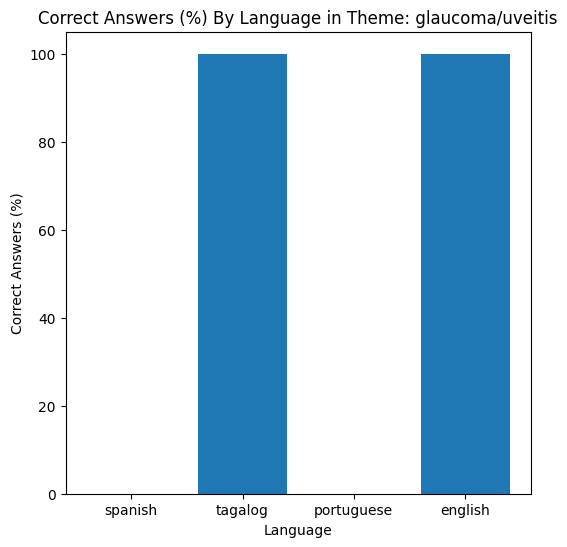 Correct Answers (%) By Language in Theme: glaucoma/uveitis
100
80
60
40
20
0
Correct Answers (%)
spanish tagalog portuguese english
Language